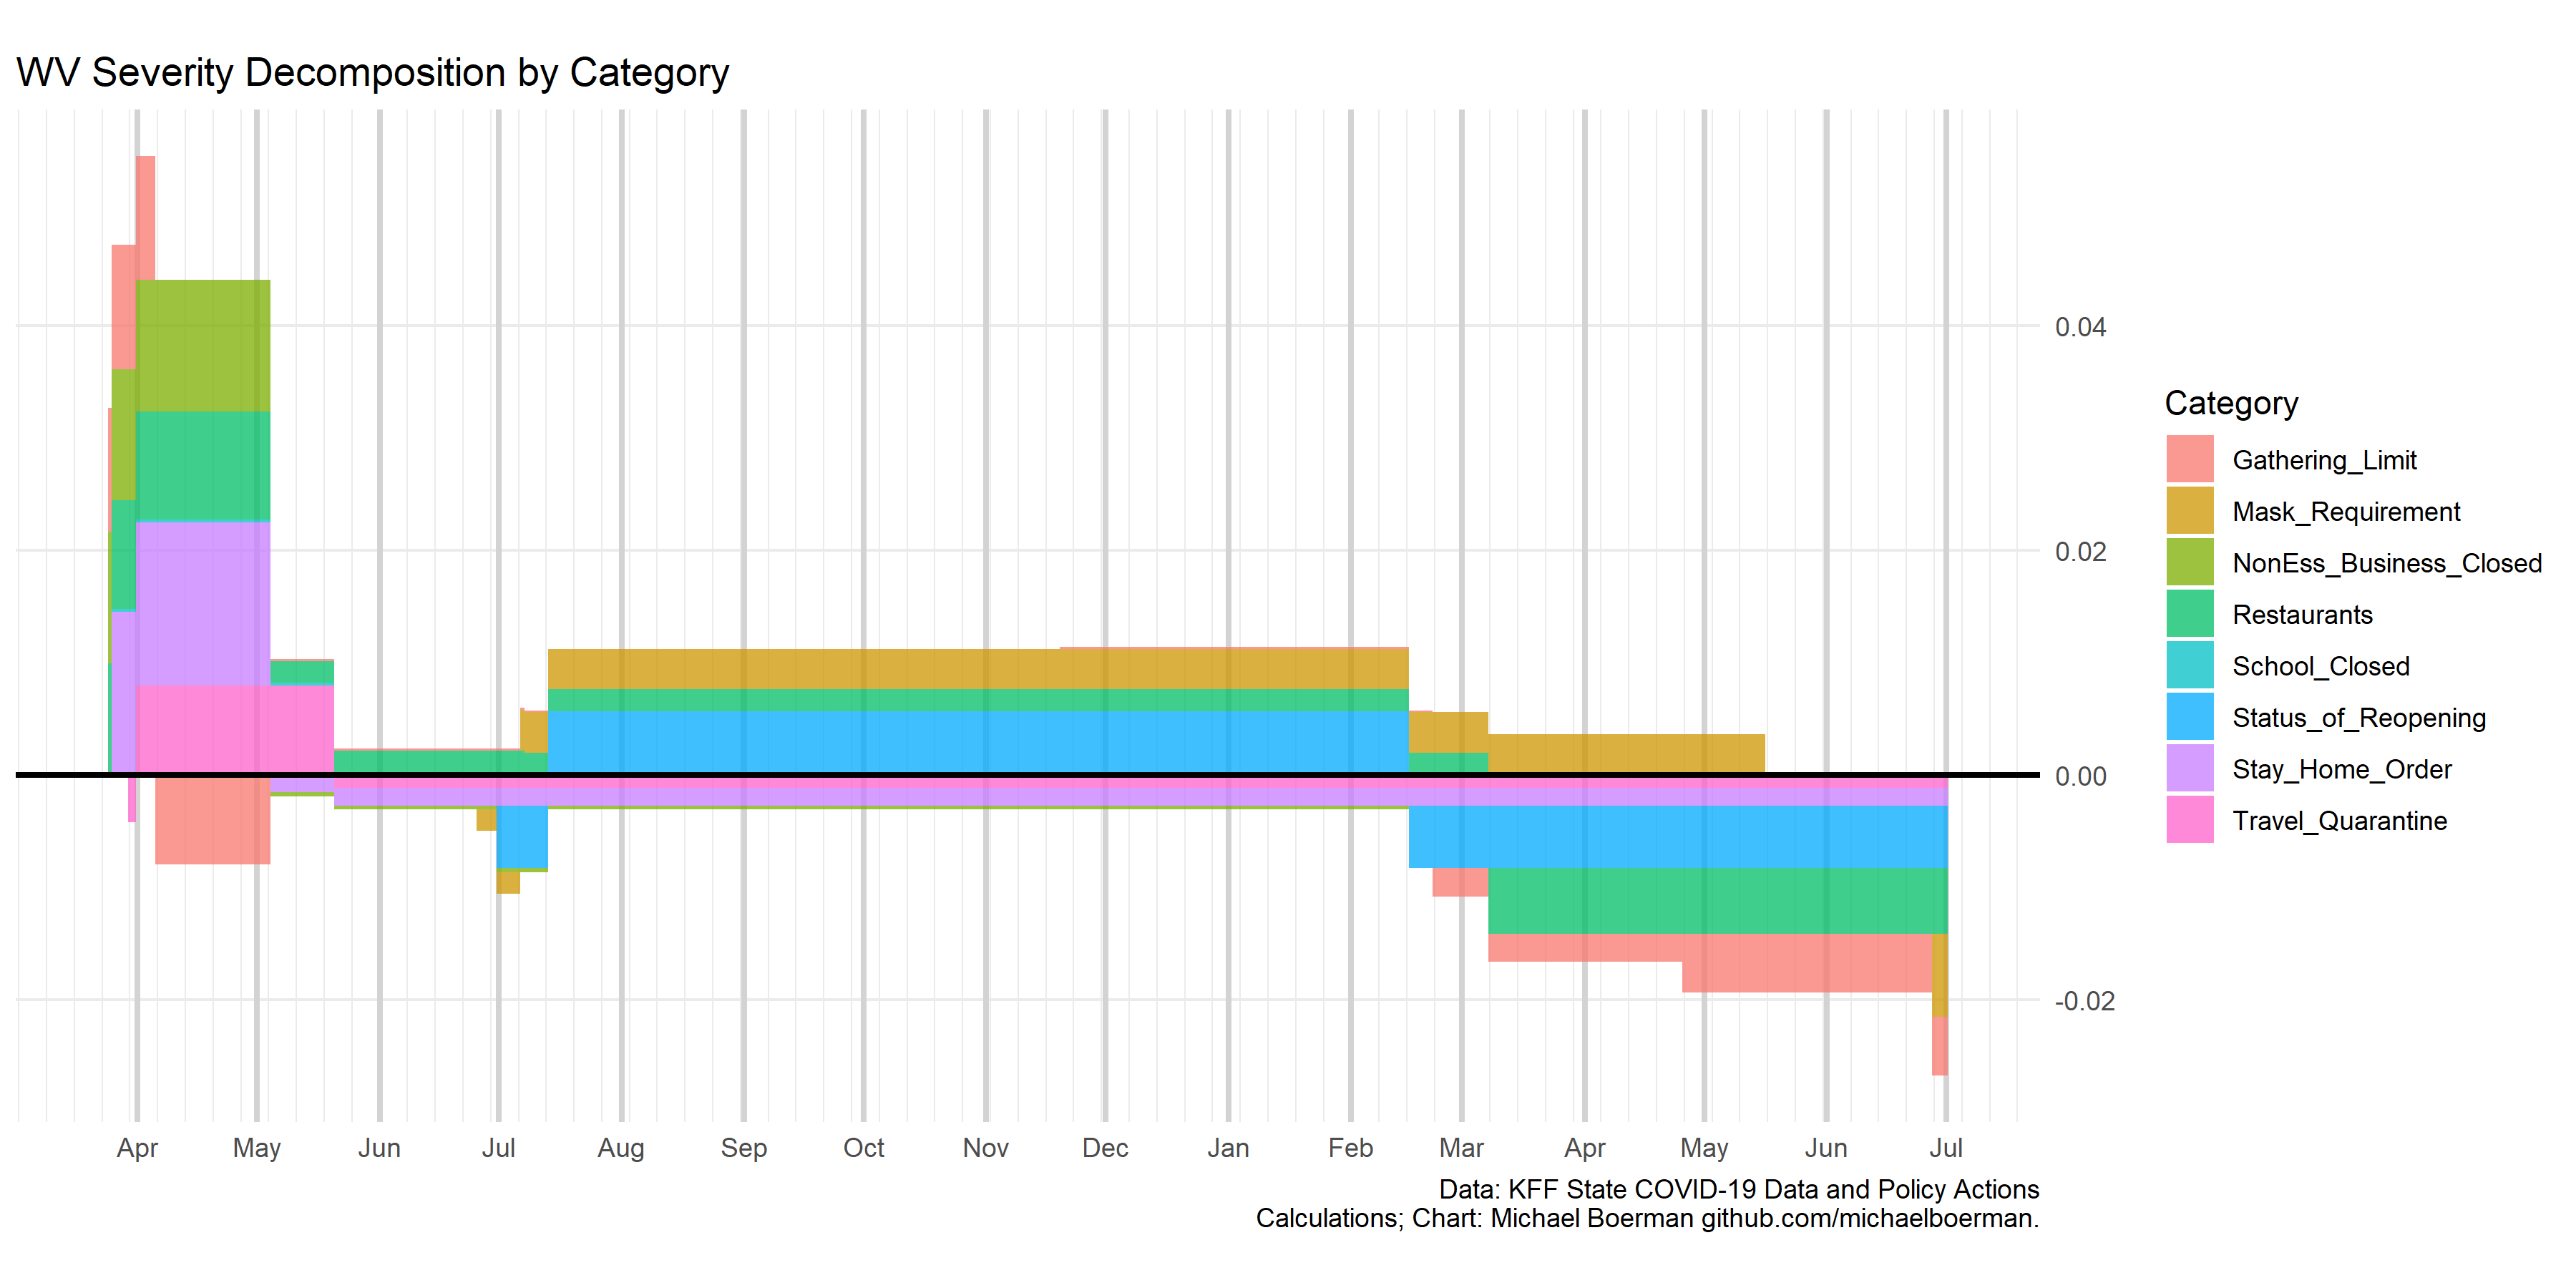 WV Severity Decomposition by Category
0.04
0.02
0.00
-0.02
Apr May Jun Jul Aug Sep Oct Nov Dec Jan Feb Mar Apr May Jun Jul
Category
Gathering_Limit
Mask_Requirement
NonEss_Business_Closed
Restaurants
School_Closed
Status_of_Reopening
Stay_Home_Order
Travel_Quarantine
Data: KFF State COVID-19 Data and Policy Actions
Calculations; Chart: Michael Boerman github.com/michaelboerman.